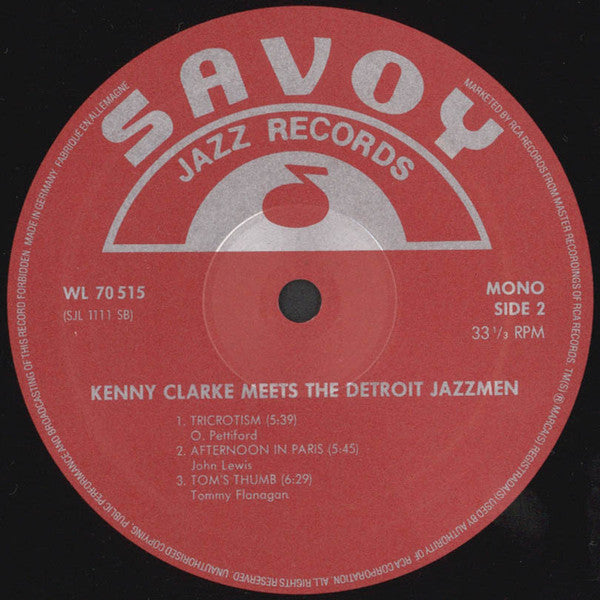 SAVOY
JAZZ RECORDS
WL 70 515
(SJL 1111 SB)
MONO
SIDE 2
33 1/3 RPM
KENNY CLARKE MEETS THE DETROIT JAZZMEN
1. TRICROTISM (5:39)
O. Pettiford
2. AFTERNOON IN PARIS (5:45)
John Lewis
3. TOM'S THUMB (6:29)
Tommy Flanagan
MARKETED BY RCA RECORDS FROM MASTER RECORDINGS OF RCA RECORDS. TM(S) ® MARCA(S) REGISTRADA(S) USED BY AUTHORITY OF RCA CORPORATION. ALL RIGHTS RESERVED. UNAUTHORISED COPYING, PUBLIC PERFORMANCE AND BROADCASTING OF THIS RECORD FORBIDDEN. MADE IN GERMANY. FABRIQUE EN ALLEMAGNE